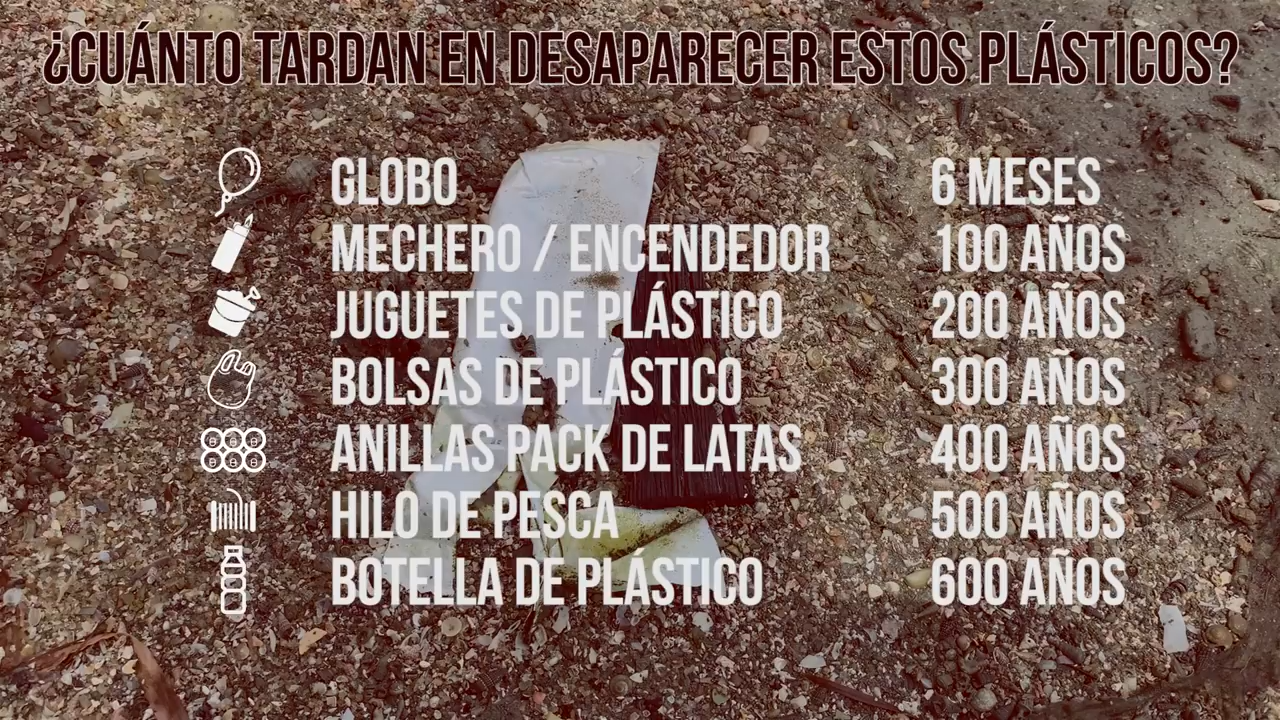 ¿CUÁNTO TARDAN EN DESAPARECER ESTOS PLÁSTICOS?
GLOBO 6 MESES
MECHERO / ENCENDEDOR 100 AÑOS
JUGUETES DE PLÁSTICO 200 AÑOS
BOLSAS DE PLÁSTICO 300 AÑOS
ANILLAS PACK DE LATAS 400 AÑOS
HILO DE PESCA 500 AÑOS
BOTELLA DE PLÁSTICO 600 AÑOS